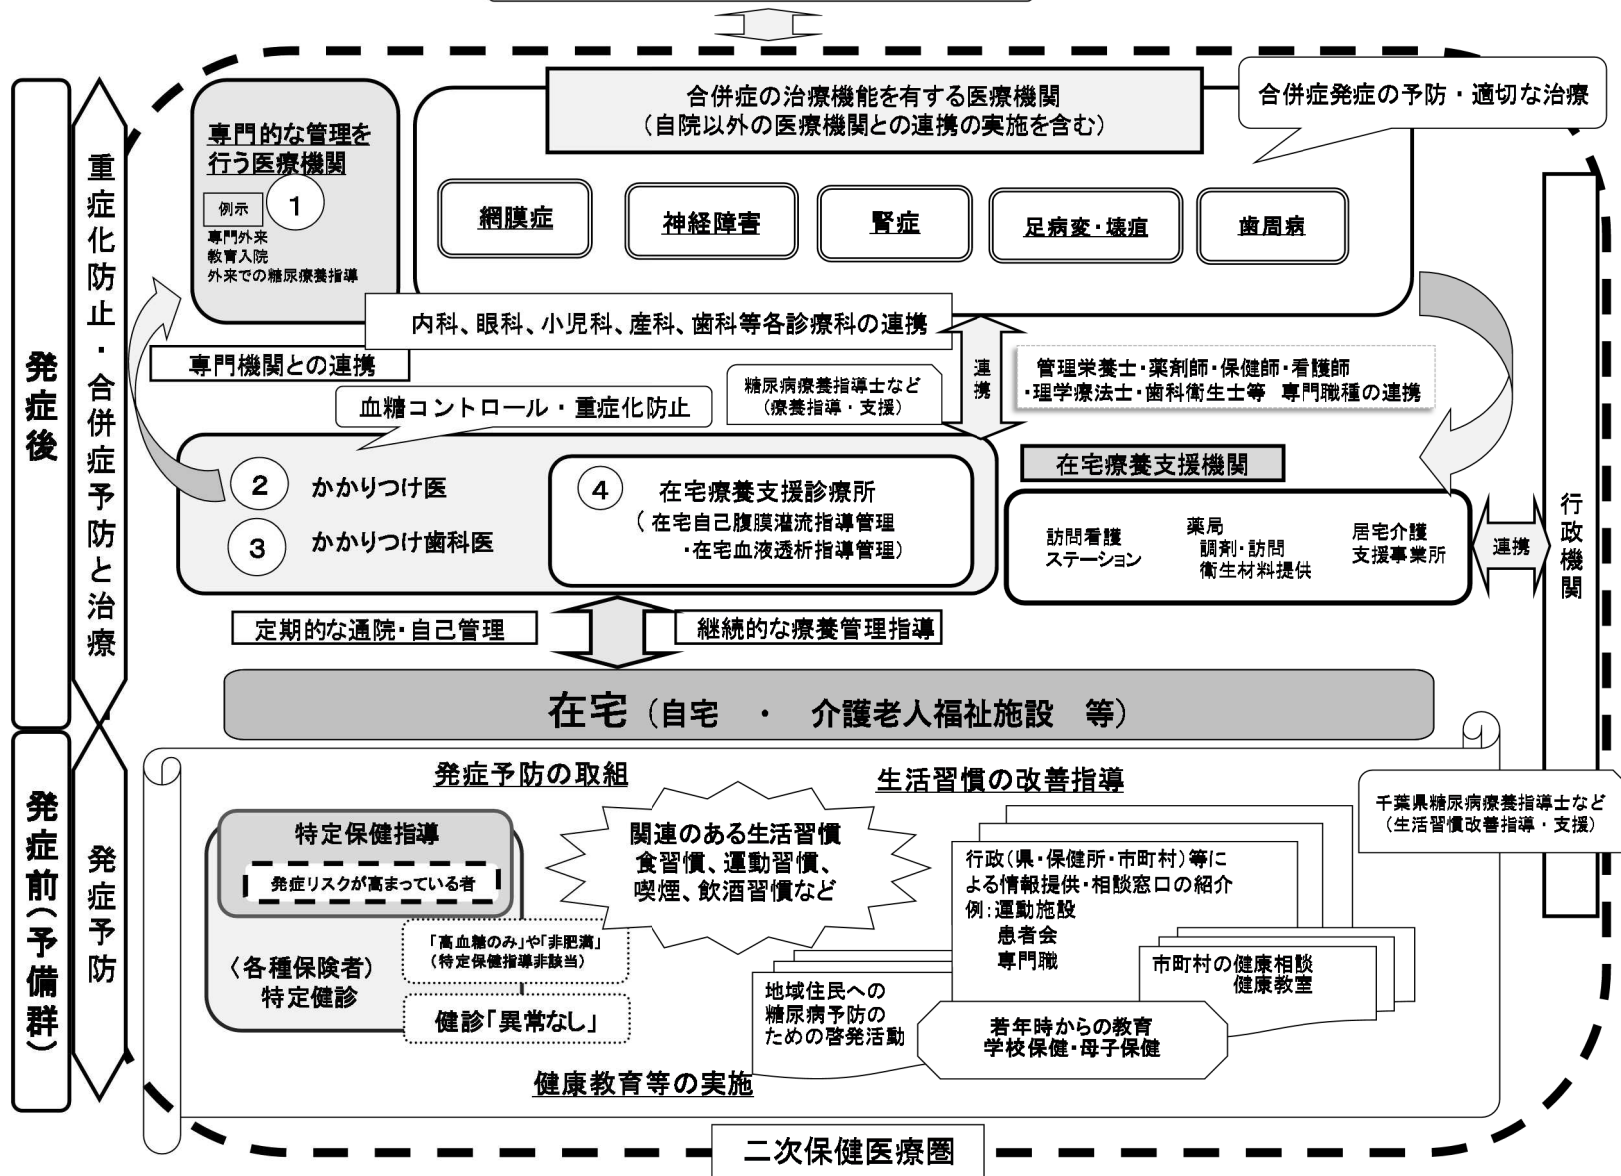 発症後
重症化防止・合併症予防と治療
専門的な管理を
行う医療機関
例示
1
専門外来
教育入院
外来での糖尿療養指導
合併症の治療機能を有する医療機関
（自院以外の医療機関との連携の実施を含む）
合併症発症の予防・適切な治療
網膜症
神経障害
腎症
足病変・壊疽
歯周病
内科、眼科、小児科、産科、歯科等各診療科の連携
専門機関との連携
血糖コントロール・重症化防止
糖尿病療養指導士など
（療養指導・支援）
連携
管理栄養士・薬剤師・保健師・看護師
・理学療法士・歯科衛生士等　専門職種の連携
2 かかりつけ医
3 かかりつけ歯科医
4 在宅療養支援診療所
（在宅自己腹膜灌流指導管理
・在宅血液透析指導管理）
在宅療養支援機関
訪問看護
ステーション
薬局
調剤・訪問
衛生材料提供
居宅介護
支援事業所
連携
行政機関
定期的な通院・自己管理
継続的な療養管理指導
在宅（自宅　・　介護老人福祉施設　等）
発症前（予備群）
発症予防
発症予防の取組
生活習慣の改善指導
千葉県糖尿病療養指導士など
（生活習慣改善指導・支援）
特定保健指導
発症リスクが高まっている者
〈各種保険者）
特定健診
「高血糖のみ」や「非肥満」
（特定保健指導非該当）
健診「異常なし」
関連のある生活習慣
食習慣、運動習慣、
喫煙、飲酒習慣など
行政（県・保健所・市町村）等に
よる情報提供・相談窓口の紹介
例：運動施設
患者会
専門職
市町村の健康相談
健康教室
地域住民への
糖尿病予防の
ための啓発活動
若年時からの教育
学校保健・母子保健
健康教育等の実施
二次保健医療圏